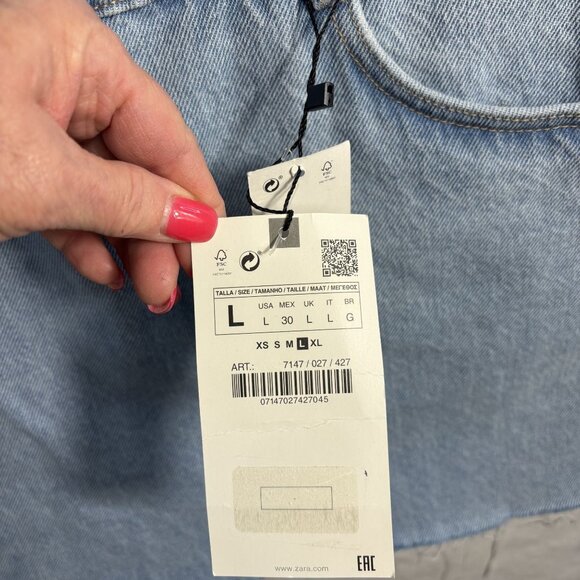 FSC
TALLA / SIZE / TAMANHO / TAILLE / MAAT / ΜΕΓΕΘΟΣ
L
USA MEX UK IT BR
L 30 L L G
XS S M L XL
ART.: 7147 / 027 / 427
07147027427045
www.zara.com
EAC